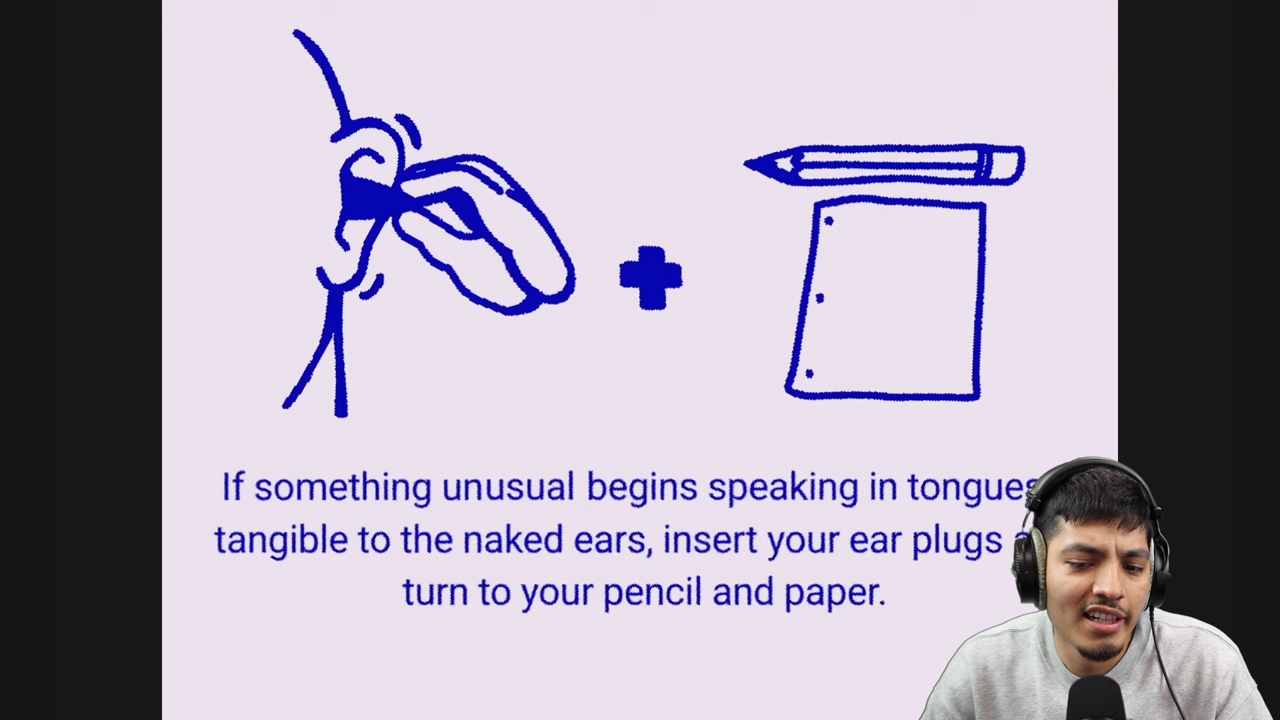 If something unusual begins speaking in tongues
tangible to the naked ears, insert your ear plugs
turn to your pencil and paper.